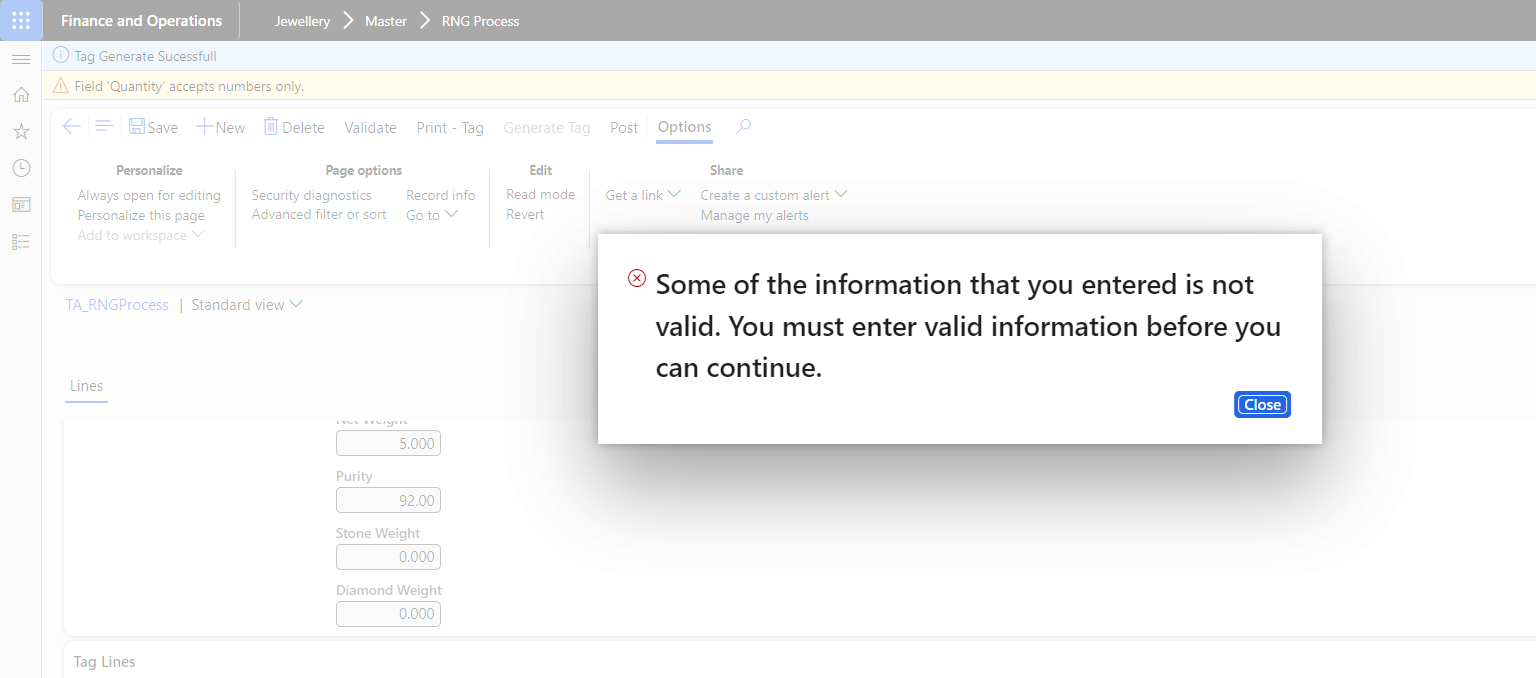 Finance and Operations Jewellery Master RNG Process
Tag Generate Sucessfull
Field 'Quantity' accepts numbers only.
Save New Delete Validate Print - Tag Generate Tag Post Options
Personalize Page options Edit Share
Always open for editing Security diagnostics Record info Read mode Get a link Create a custom alert
Personalize this page Advanced filter or sort Go to Revert Manage my alerts
Add to workspace
Some of the information that you entered is not
valid. You must enter valid information before you
can continue.
Close
TA_RNGProcess | Standard view
Lines
Net Weight
5.000
Purity
92.00
Stone Weight
0.000
Diamond Weight
0.000
Tag Lines